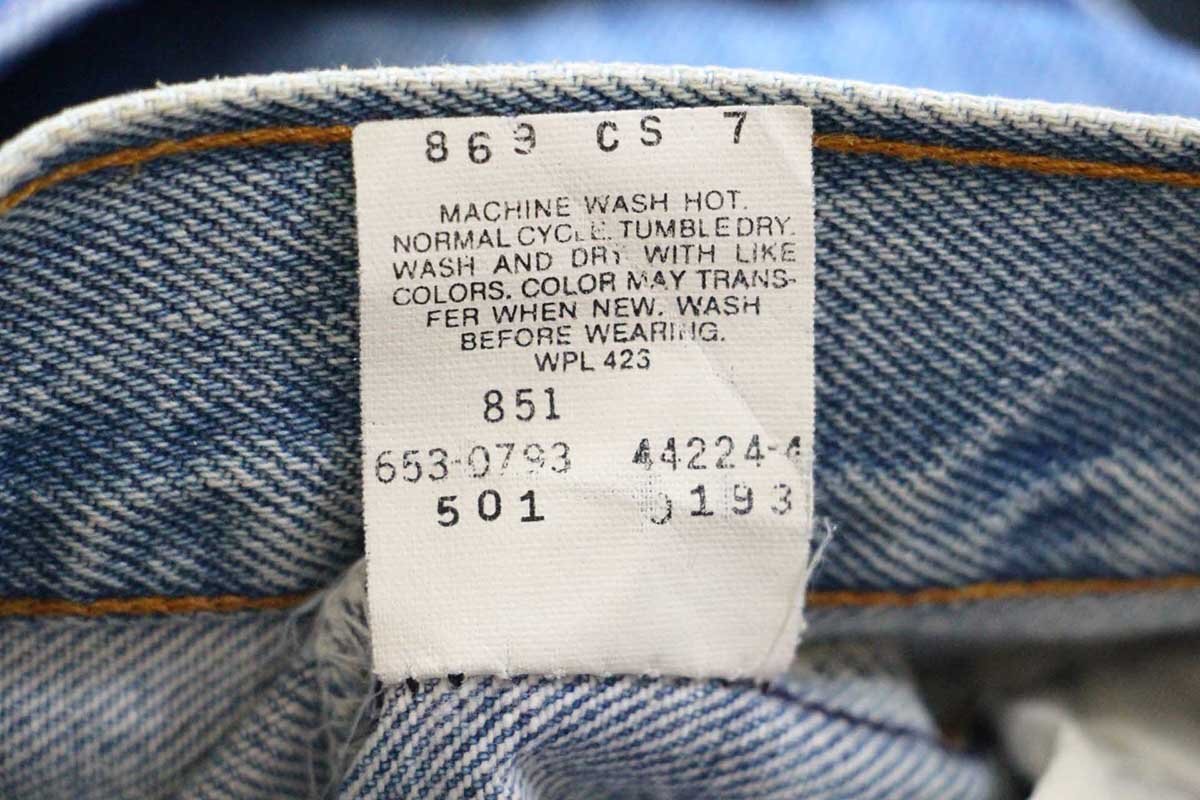 869 CS 7
MACHINE WASH HOT.
NORMAL CYCLE. TUMBLE DRY.
WASH AND DRY WITH LIKE
COLORS. COLOR MAY TRANS-
FER WHEN NEW. WASH
BEFORE WEARING.
WPL 423
851
653-0793 44224-4
501 0193